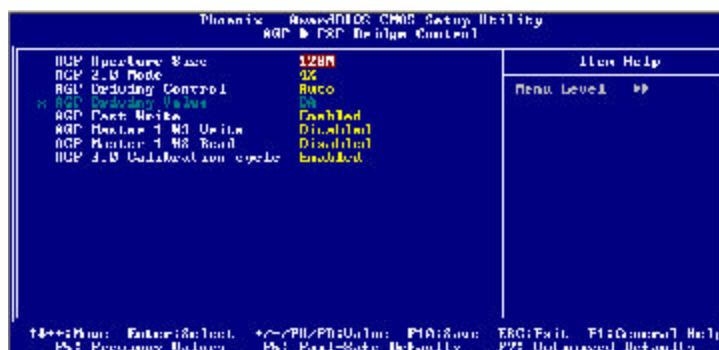 Phoenix - AwardBIOS CMOS Setup Utility
AGP & P2P Bridge Control
AGP Aperture Size 128M
AGP 2.0 Mode 4X
AGP Driving Control Auto
x AGP Driving Value DA
AGP Fast Write Enabled
AGP Master 1 WS Write Disabled
AGP Master 1 WS Read Disabled
AGP 3.0 Calibration cycle Enabled
Item Help
Menu Level ▶▶
↑↓→←:Move Enter:Select +/-/PU/PD:Value F10:Save ESC:Exit F1:General Help
F5: Previous Values F6: Fail-Safe Defaults F7: Optimized Defaults